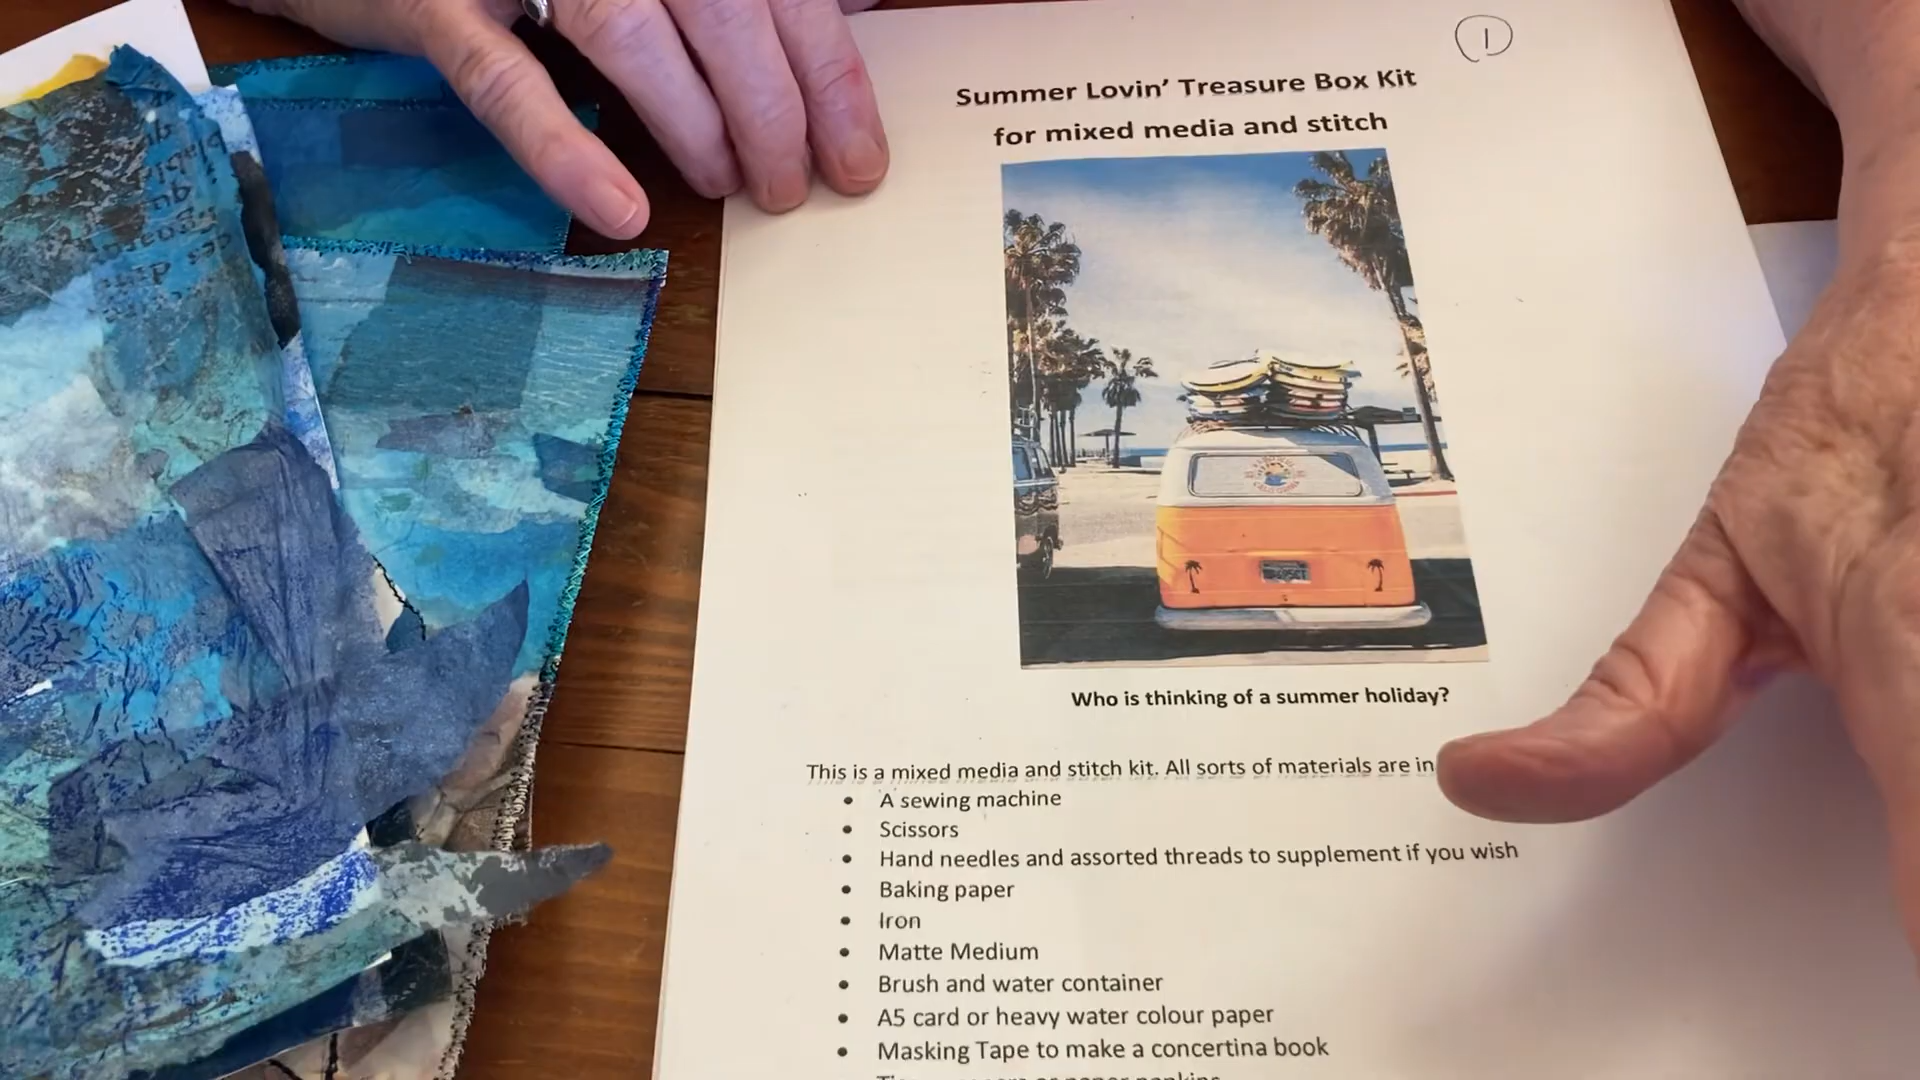 1
Summer Lovin’ Treasure Box Kit
for mixed media and stitch
Who is thinking of a summer holiday?
This is a mixed media and stitch kit. All sorts of materials are in
• A sewing machine
• Scissors
• Hand needles and assorted threads to supplement if you wish
• Baking paper
• Iron
• Matte Medium
• Brush and water container
• A5 card or heavy water colour paper
• Masking Tape to make a concertina book